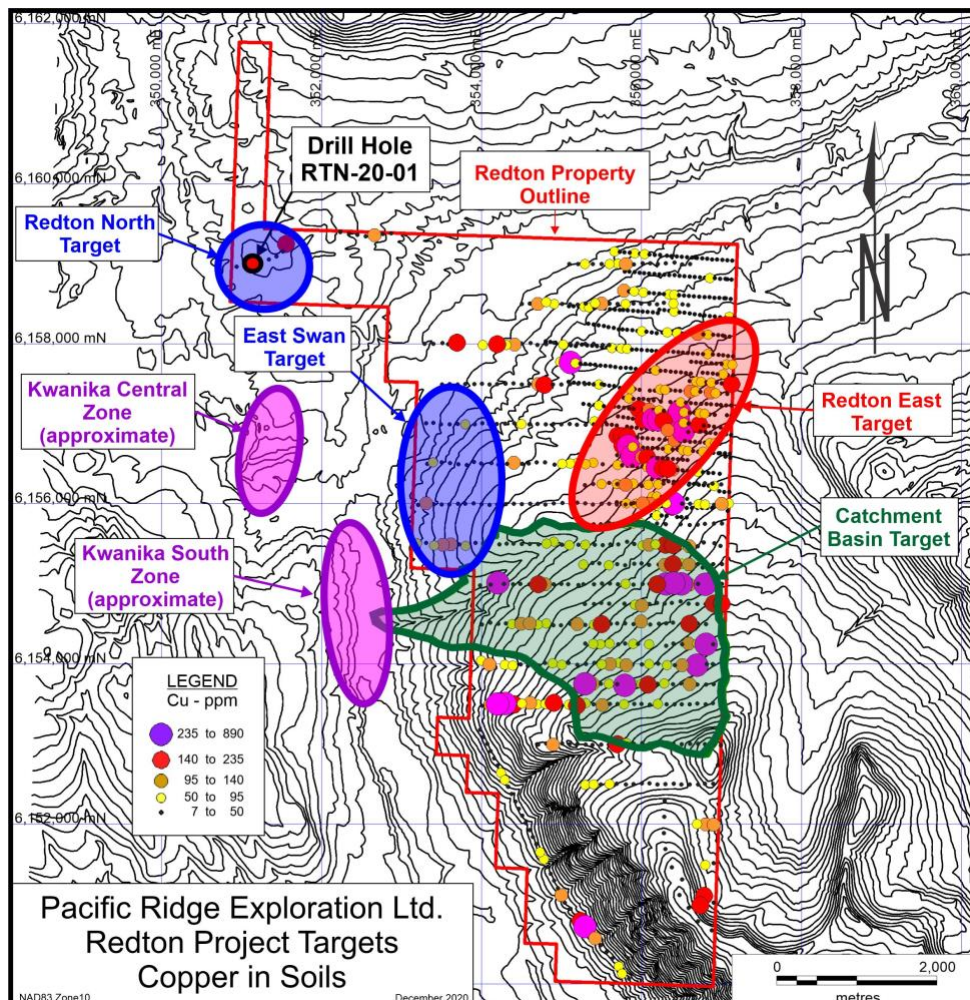 6,162,000 mN
350,000 mE
352,000 mE
354,000 mE
356,000 mE
358,000 mE
360,000 mE
Drill Hole
RTN-20-01
Redton Property
Outline
6,160,000 mN
Redton North
Target
N
East Swan
Target
6,158,000 mN
Kwanika Central
Zone
(approximate)
Redton East
Target
6,156,000 mN
Catchment
Basin Target
Kwanika South
Zone
(approximate)
6,154,000 mN
LEGEND
Cu - ppm
235 to 890
140 to 235
95 to 140
50 to 95
7 to 50
6,152,000 mN
Pacific Ridge Exploration Ltd.
Redton Project Targets
Copper in Soils
NAD83 Zone10
December 2020
0
2,000
metres